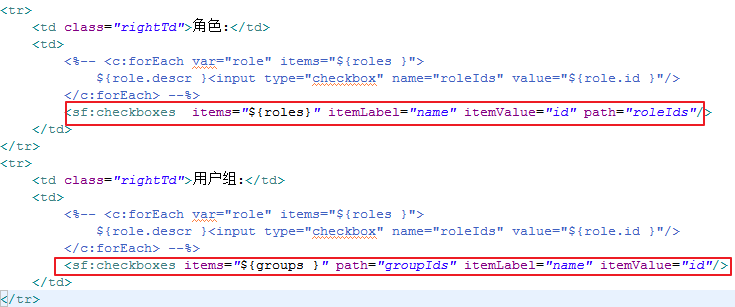 <tr>
    <td class="rightTd">角色:</td>
    <td>
        <%-- <c:forEach var="role" items="${roles }">
            ${role.descr }<input type="checkbox" name="roleIds" value="${role.id }"/>
        </c:forEach> --%>
        <sf:checkboxes  items="${roles}" itemLabel="name" itemValue="id" path="roleIds"/>
    </td>
</tr>
<tr>
    <td class="rightTd">用户组:</td>
    <td>
        <%-- <c:forEach var="role" items="${roles }">
            ${role.descr }<input type="checkbox" name="roleIds" value="${role.id }"/>
        </c:forEach> --%>
        <sf:checkboxes items="${groups }" path="groupIds" itemLabel="name" itemValue="id"/>
    </td>
</tr>